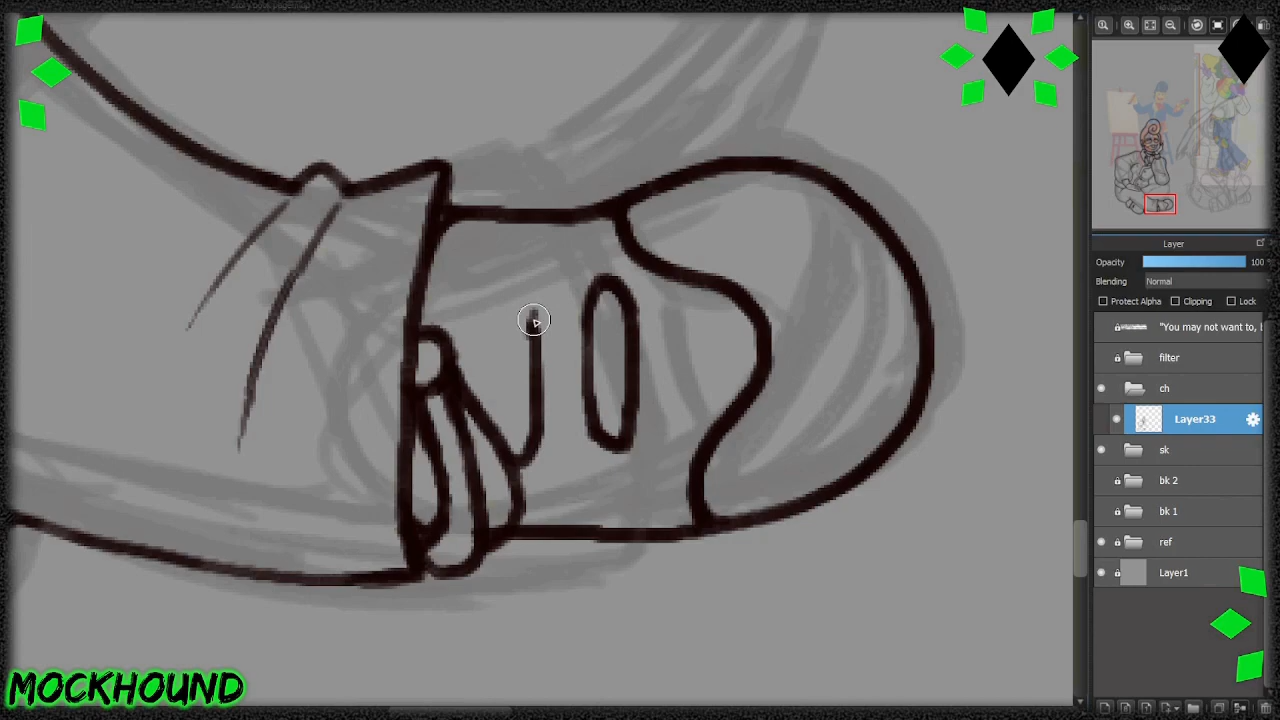 Layer
Opacity 100
Blending Normal
Protect Alpha Clipping Lock
"You may not want to,
filter
ch
Layer33
sk
bk 2
bk 1
ref
Layer1
MOCKHOUND